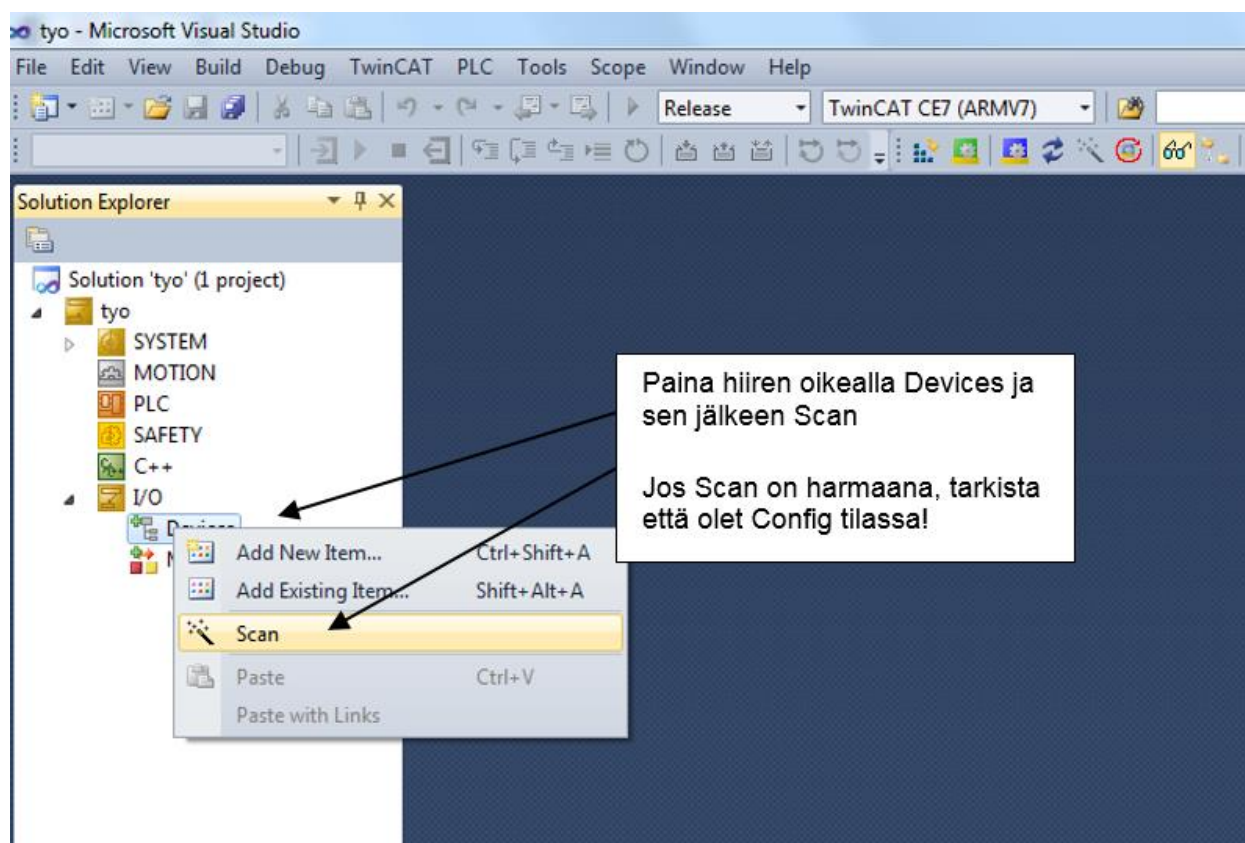 tyo - Microsoft Visual Studio
File Edit View Build Debug TwinCAT PLC Tools Scope Window Help
Release TwinCAT CE7 (ARMV7)
Solution Explorer
Solution 'tyo' (1 project)
tyo
SYSTEM
MOTION
PLC
SAFETY
C++
I/O
Devices
Add New Item... Ctrl+Shift+A
Add Existing Item... Shift+Alt+A
Scan
Paste Ctrl+V
Paste with Links
Paina hiiren oikealla Devices ja
sen jälkeen Scan
Jos Scan on harmaana, tarkista
että olet Config tilassa!